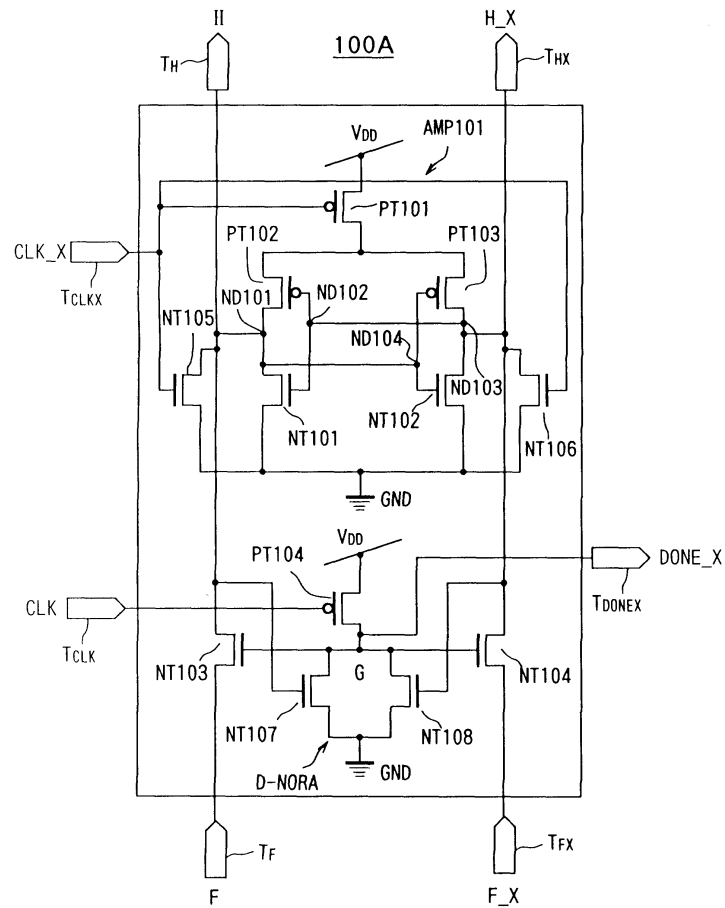 H
H_X
100A
TH
THX
VDD
AMP101
PT101
CLK_X
PT102
PT103
TCLKX
ND101
ND102
NT105
ND104
ND103
NT102
NT101
NT106
GND
VDD
PT104
DONE_X
CLK
TDONEX
TCLK
G
NT103
NT104
NT107
NT108
GND
D-NORA
TF
TFX
F
F_X